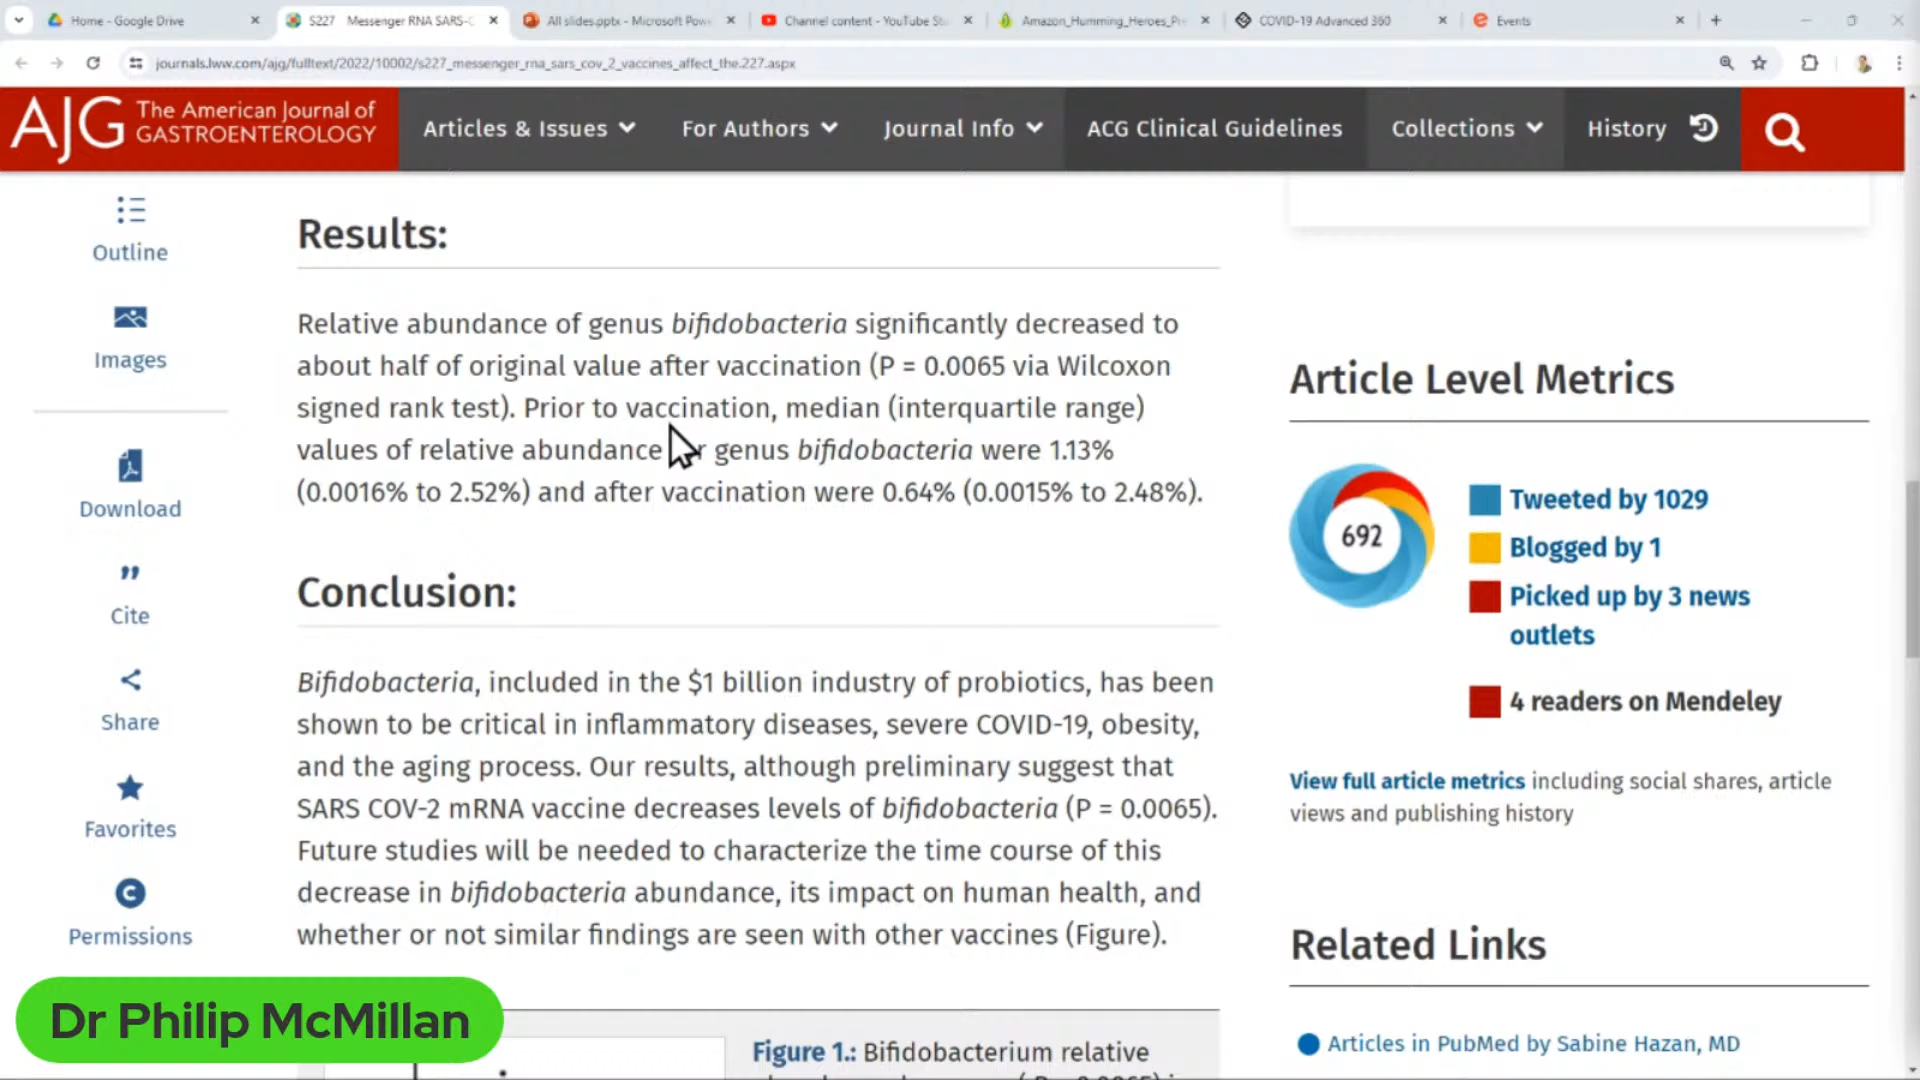 Home - Google Drive
S227 Messenger RNA SARS-C
All slides.pptx - Microsoft Pow
Channel content - YouTube St
Amazon_Humming_Heroes_Pr
COVID-19 Advanced 360
Events
journals.lww.com/ajg/fulltext/2022/10002/s227_messenger_rna_sars_cov_2_vaccines_affect_the.227.aspx
AJG The American Journal of
GASTROENTEROLOGY
Articles & Issues
For Authors
Journal Info
ACG Clinical Guidelines
Collections
History
Outline
Images
Download
Cite
Share
Favorites
Permissions
Results:
Relative abundance of genus bifidobacteria significantly decreased to
about half of original value after vaccination (P = 0.0065 via Wilcoxon
signed rank test). Prior to vaccination, median (interquartile range)
values of relative abundance r genus bifidobacteria were 1.13%
(0.0016% to 2.52%) and after vaccination were 0.64% (0.0015% to 2.48%).
Conclusion:
Bifidobacteria, included in the $1 billion industry of probiotics, has been
shown to be critical in inflammatory diseases, severe COVID-19, obesity,
and the aging process. Our results, although preliminary suggest that
SARS COV-2 mRNA vaccine decreases levels of bifidobacteria (P = 0.0065).
Future studies will be needed to characterize the time course of this
decrease in bifidobacteria abundance, its impact on human health, and
whether or not similar findings are seen with other vaccines (Figure).
Figure 1.: Bifidobacterium relative
Article Level Metrics
692
Tweeted by 1029
Blogged by 1
Picked up by 3 news
outlets
4 readers on Mendeley
View full article metrics including social shares, article
views and publishing history
Related Links
Articles in PubMed by Sabine Hazan, MD
Dr Philip McMillan